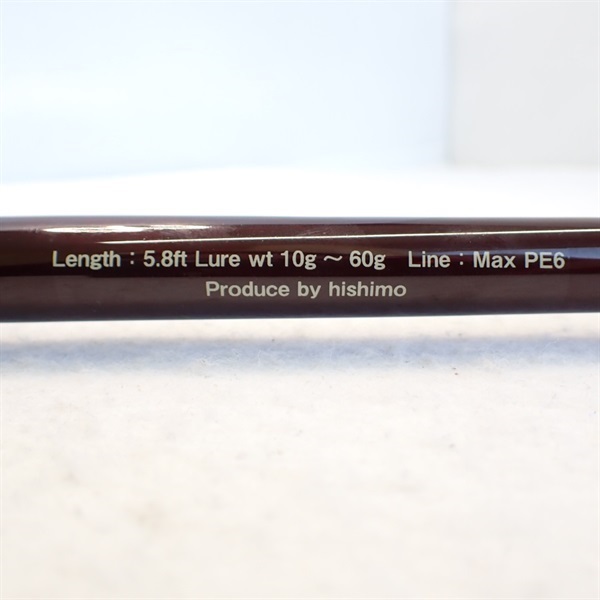 Length : 5.8ft Lure wt 10g ～ 60g Line : Max PE6
Produce by hishimo